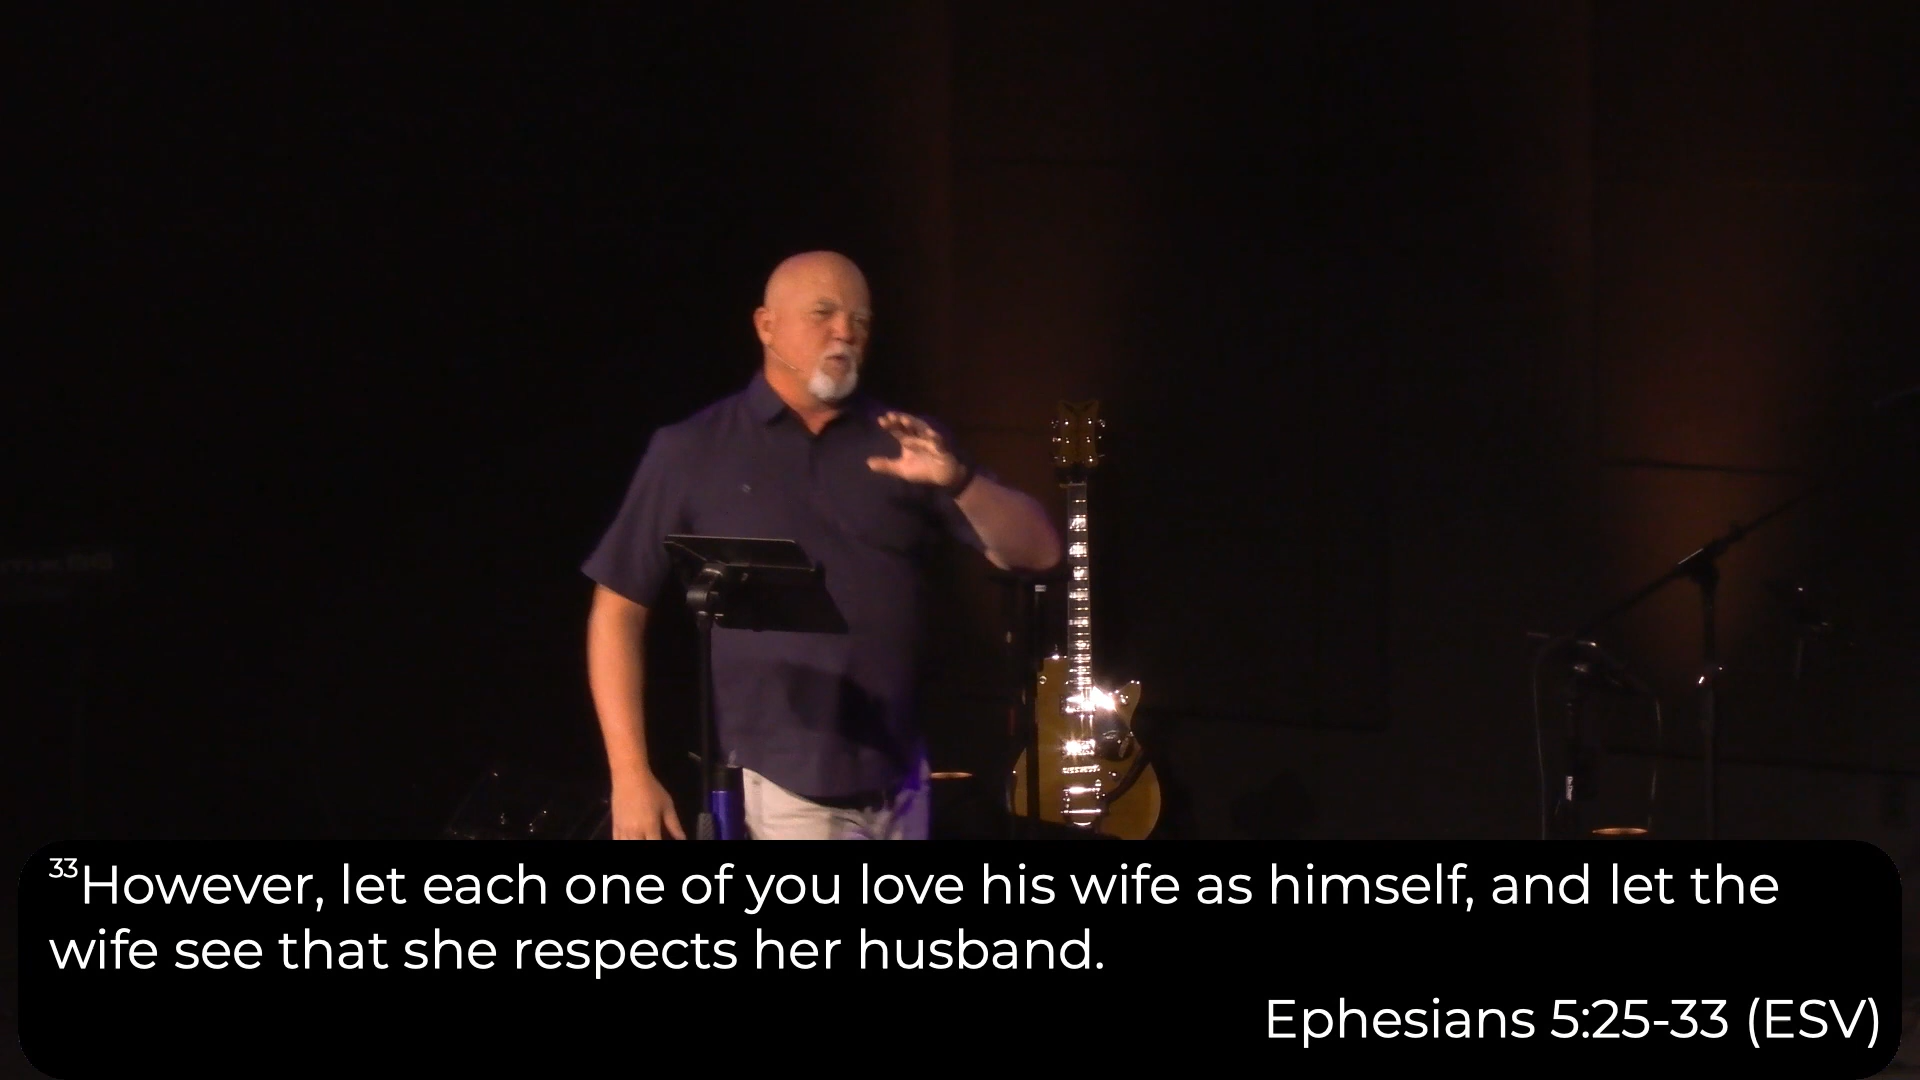 33However, let each one of you love his wife as himself, and let the
wife see that she respects her husband.
Ephesians 5:25-33 (ESV)